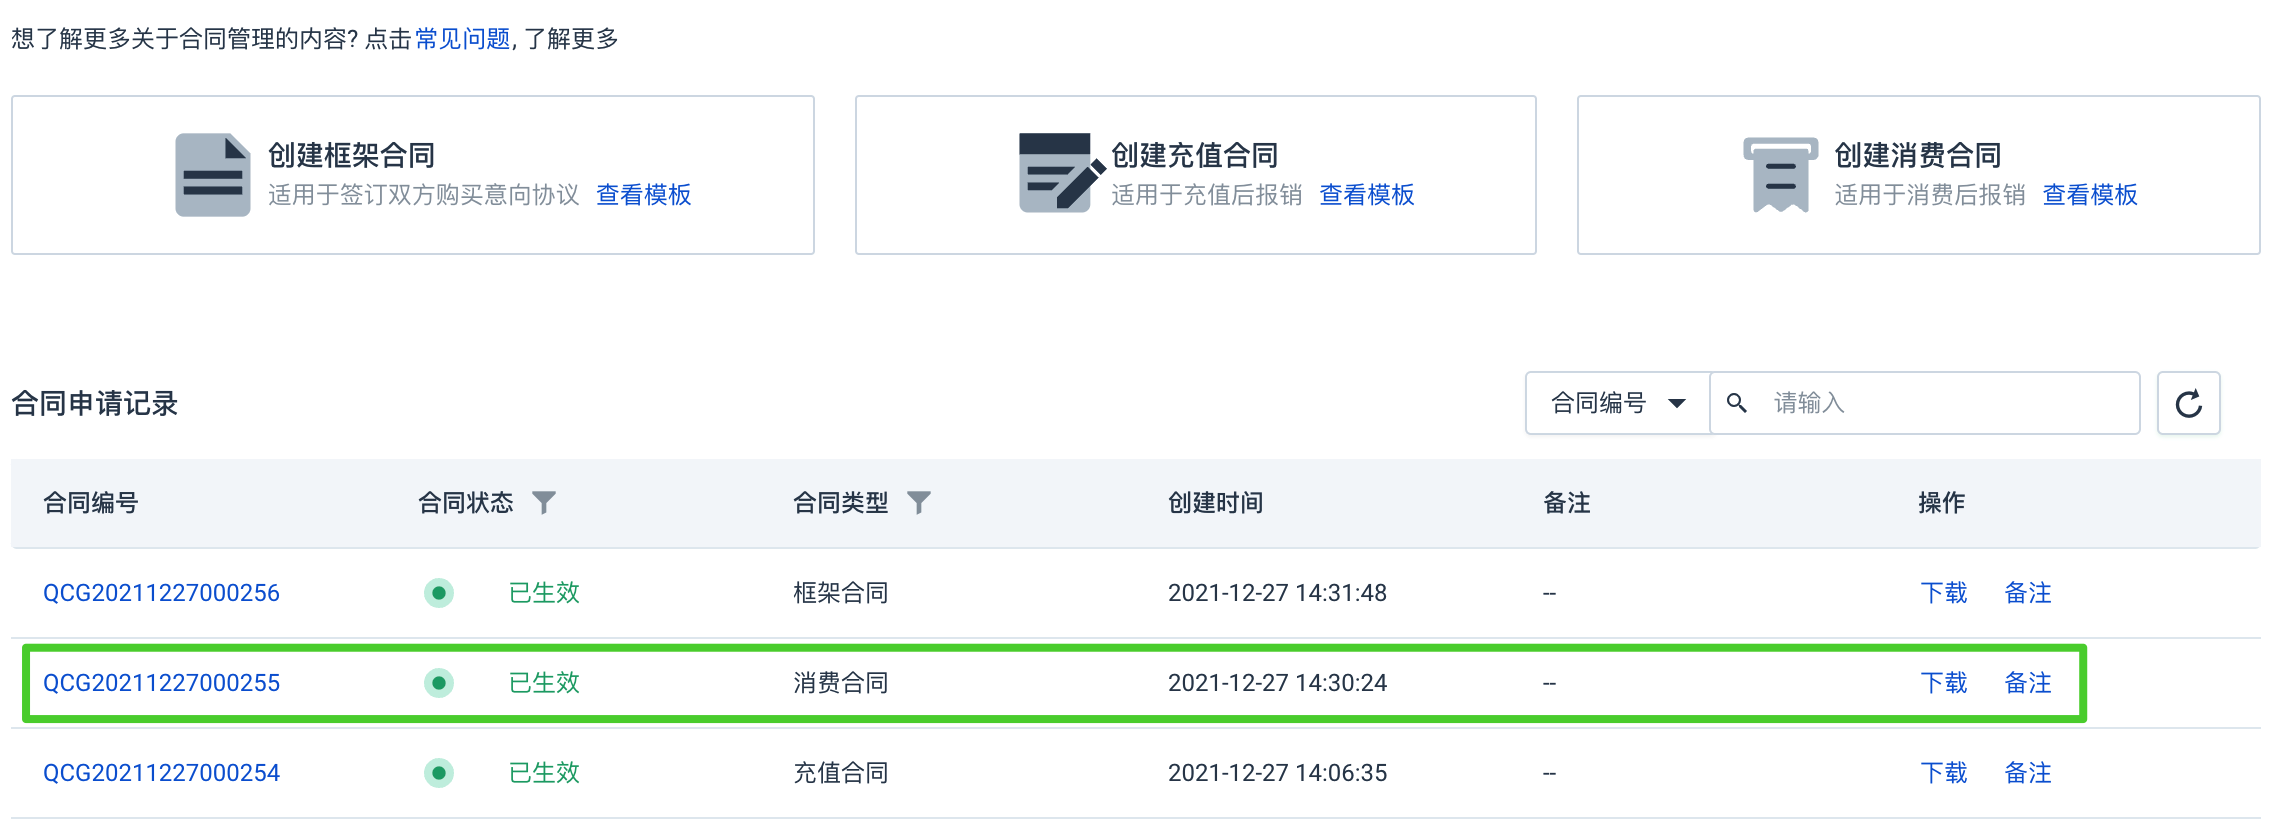 想了解更多关于合同管理的内容? 点击常见问题, 了解更多
创建框架合同
适用于签订双方购买意向协议 查看模板
创建充值合同
适用于充值后报销 查看模板
创建消费合同
适用于消费后报销 查看模板
合同申请记录
合同编号 请输入
合同编号 合同状态 合同类型 创建时间 备注 操作
QCG20211227000256 已生效 框架合同 2021-12-27 14:31:48 -- 下载 备注
QCG20211227000255 已生效 消费合同 2021-12-27 14:30:24 -- 下载 备注
QCG20211227000254 已生效 充值合同 2021-12-27 14:06:35 -- 下载 备注